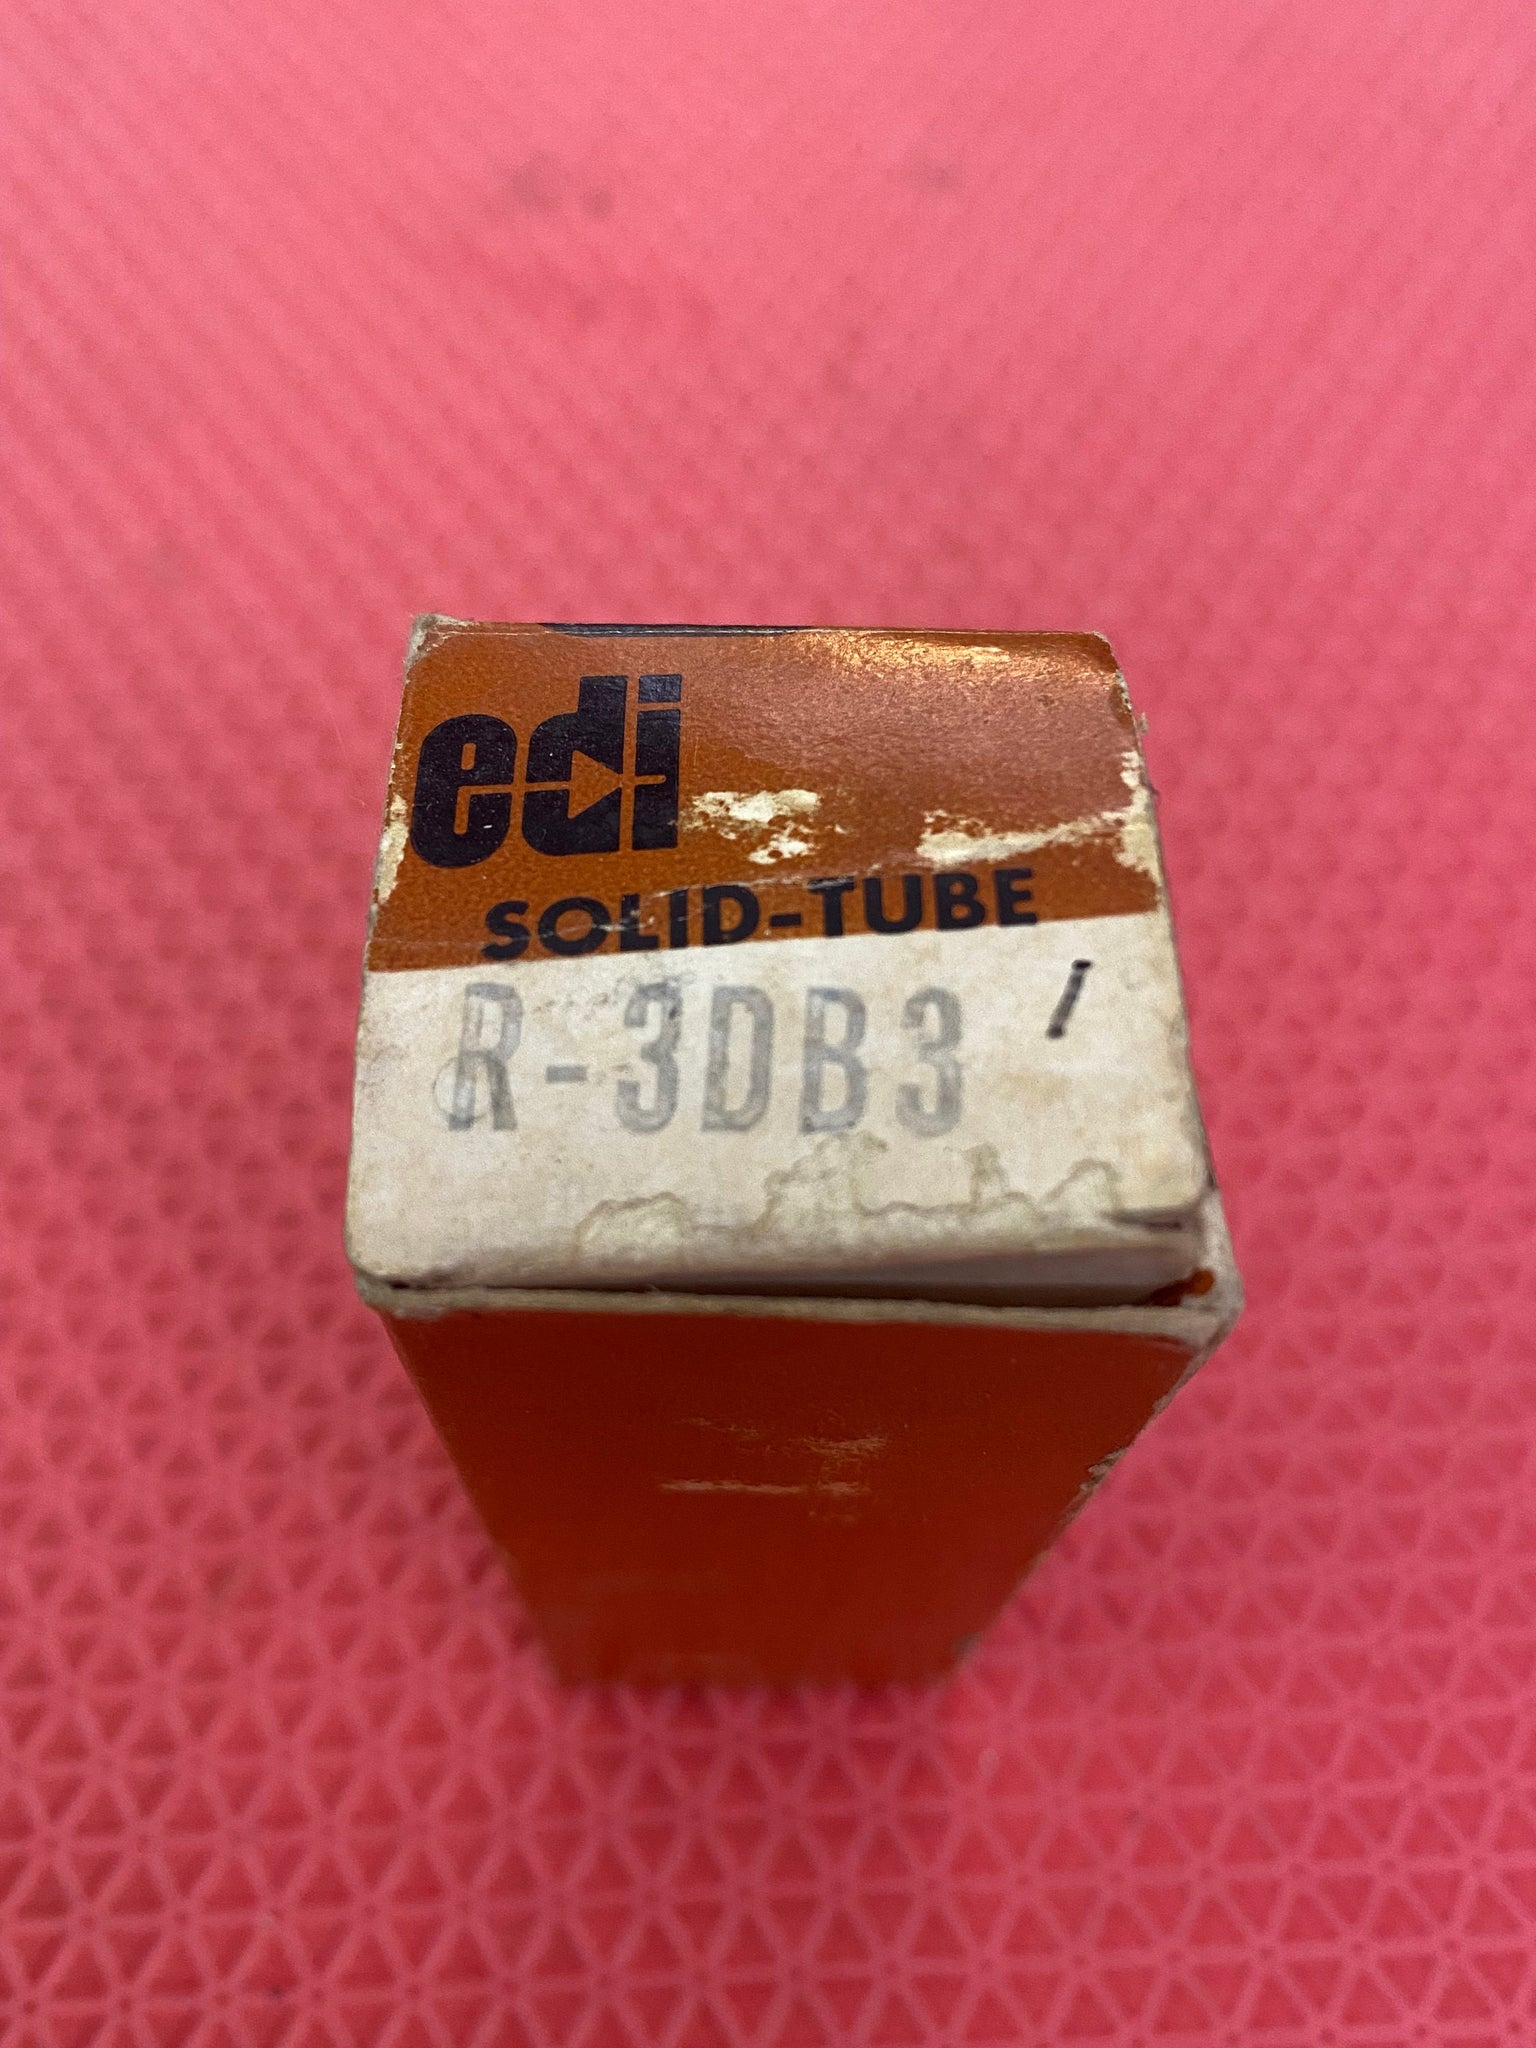 edi
SOLID-TUBE
R-3DB3 /